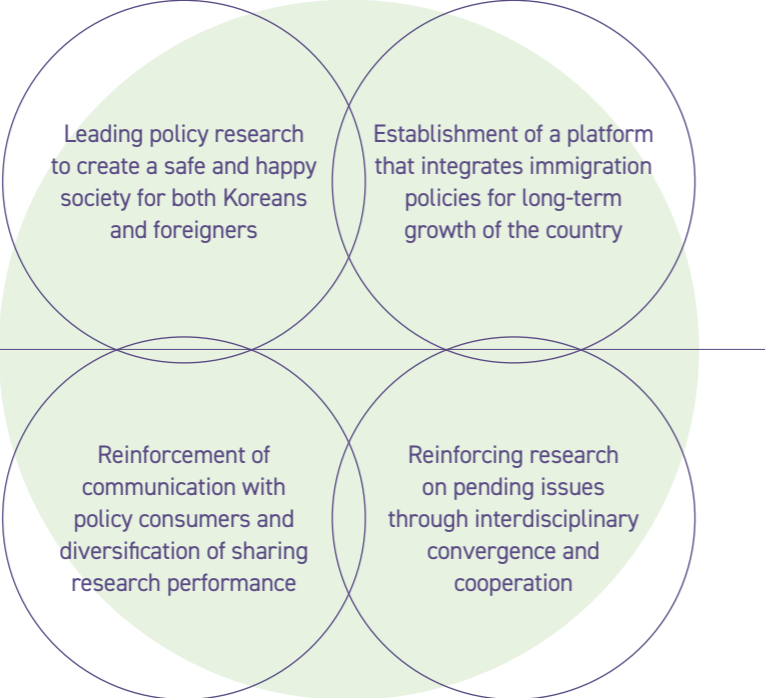 Leading policy research
to create a safe and happy
society for both Koreans
and foreigners
Establishment of a platform
that integrates immigration
policies for long-term
growth of the country
Reinforcement of
communication with
policy consumers and
diversification of sharing
research performance
Reinforcing research
on pending issues
through interdisciplinary
convergence and
cooperation